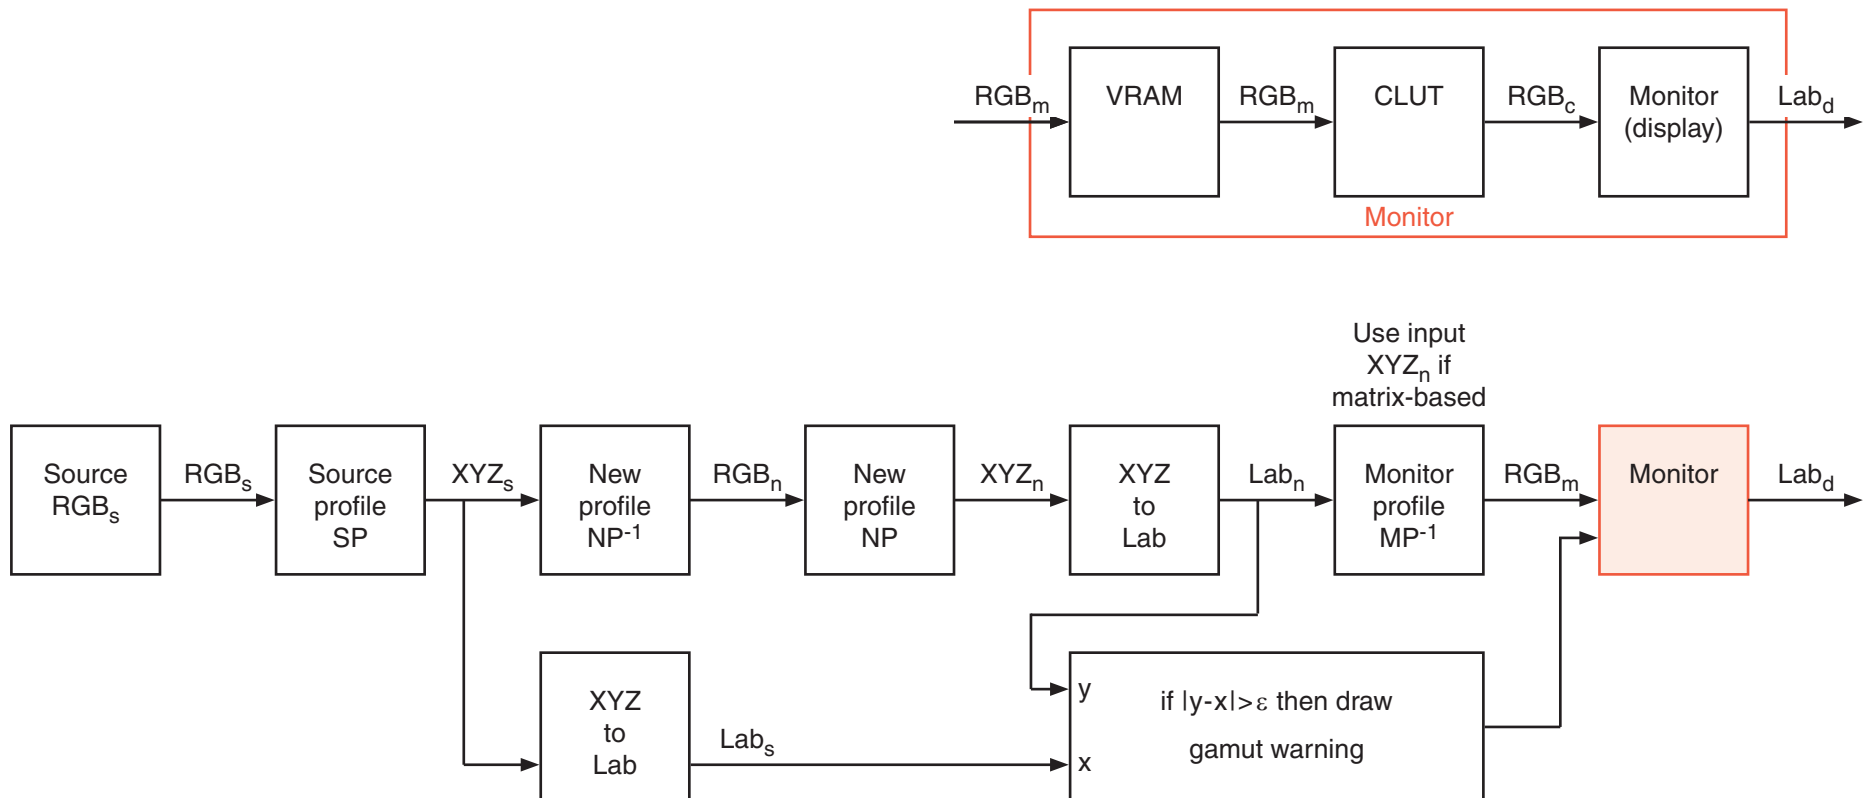 RGBm
VRAM
RGBm
CLUT
RGBc
Monitor
(display)
Labd
Monitor
Use input
XYZn if
matrix-based
Source
RGBs
RGBs
Source
profile
SP
XYZs
New
profile
NP-1
RGBn
New
profile
NP
XYZn
XYZ
to
Lab
Labn
Monitor
profile
MP-1
RGBm
Monitor
Labd
XYZ
to
Lab
Labs
y
x
if |y-x|>ε then draw
gamut warning